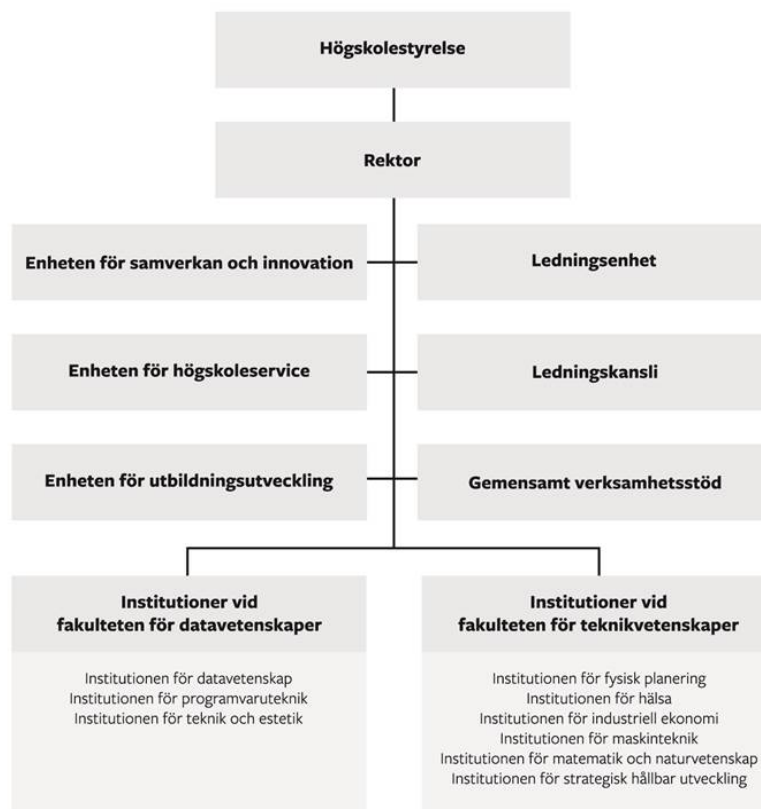 Högskolestyrelse
Rektor
Enheten för samverkan och innovation
Ledningsenhet
Enheten för högskoleservice
Ledningskansli
Enheten för utbildningsutveckling
Gemensamt verksamhetsstöd
Institutioner vid
fakulteten för datavetenskaper
Institutionen för datavetenskap
Institutionen för programvaruteknik
Institutionen för teknik och estetik
Institutioner vid
fakulteten för teknikvetenskaper
Institutionen för fysisk planering
Institutionen för hälsa
Institutionen för industriell ekonomi
Institutionen för maskinteknik
Institutionen för matematik och naturvetenskap
Institutionen för strategisk hållbar utveckling